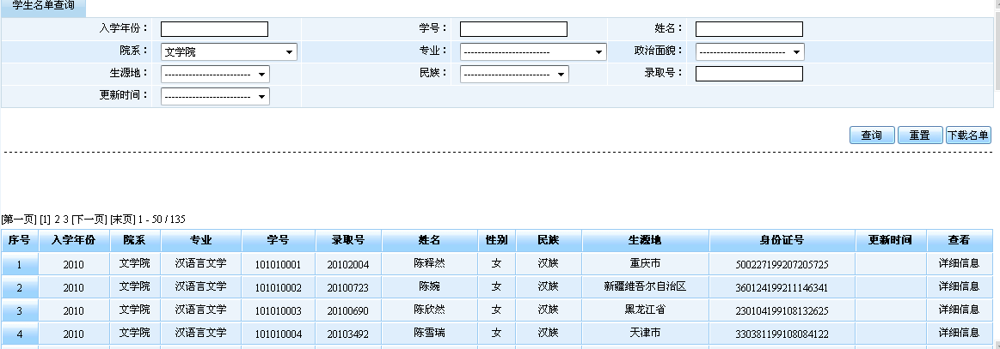 学生名单查询
入学年份： 学号： 姓名：
院系： 文学院 专业： ------------------------- 政治面貌： -------------------------
生源地： ------------------------- 民族： ------------------------- 录取号：
更新时间： -------------------------
查询 重置 下载名单
[第一页] [1] 2 3 [下一页] [末页] 1 - 50 / 135
序号 入学年份 院系 专业 学号 录取号 姓名 性别 民族 生源地 身份证号 更新时间 查看
1 2010 文学院 汉语言文学 101010001 20102004 陈释然 女 汉族 重庆市 500227199207205725 详细信息
2 2010 文学院 汉语言文学 101010002 20100723 陈婉 女 汉族 新疆维吾尔自治区 360124199211146341 详细信息
3 2010 文学院 汉语言文学 101010003 20100690 陈欣然 女 汉族 黑龙江省 230104199108132625 详细信息
4 2010 文学院 汉语言文学 101010004 20103492 陈雪瑞 女 汉族 天津市 330381199108084122 详细信息